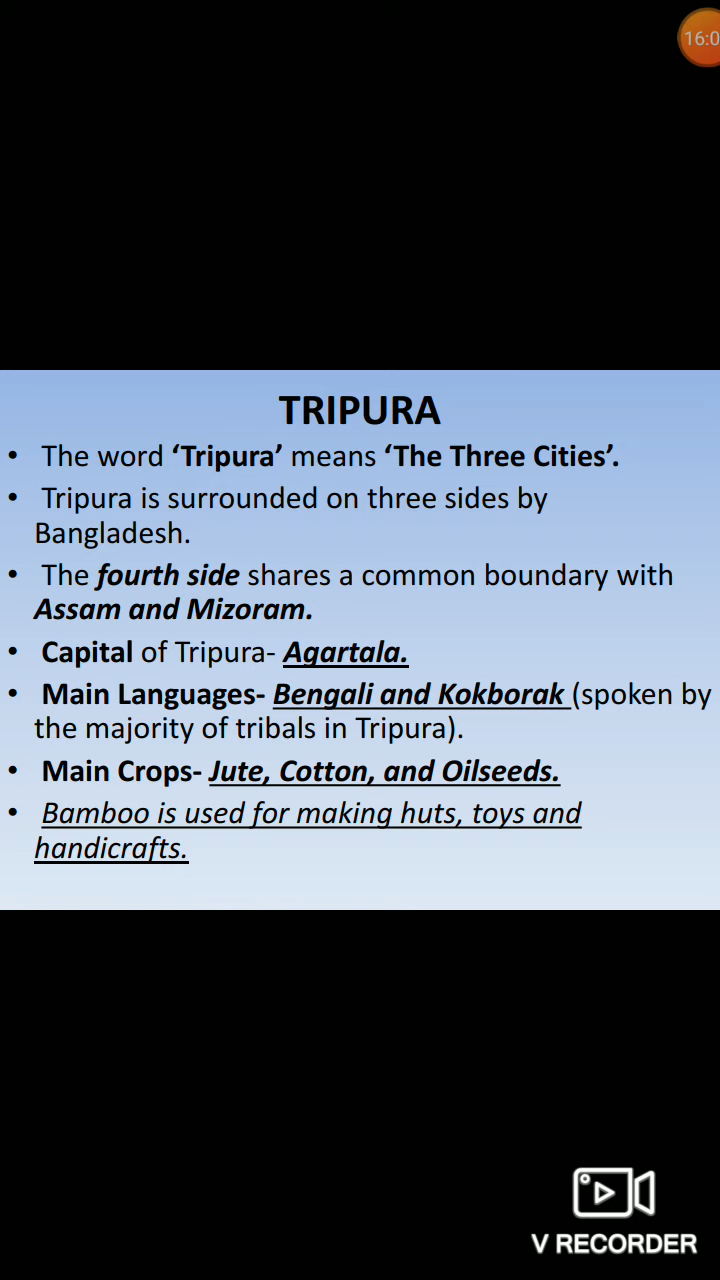 16:0
TRIPURA
• The word ‘Tripura’ means ‘The Three Cities’.
• Tripura is surrounded on three sides by
Bangladesh.
• The fourth side shares a common boundary with
Assam and Mizoram.
• Capital of Tripura- Agartala.
• Main Languages- Bengali and Kokborak (spoken by
the majority of tribals in Tripura).
• Main Crops- Jute, Cotton, and Oilseeds.
• Bamboo is used for making huts, toys and
handicrafts.
V RECORDER